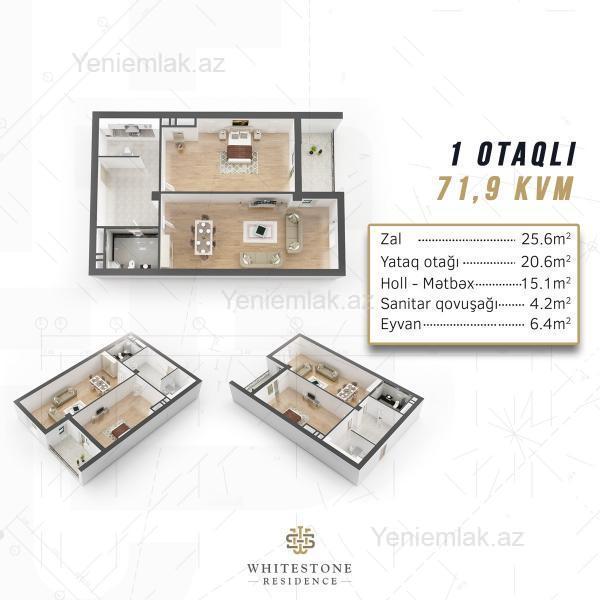 Yeniemlak.az
1 OTAQLI
71,9 KVM
Zal 25.6m²
Yataq otağı 20.6m²
Holl - Mətbəx 15.1m²
Sanitar qovuşağı 4.2m²
Eyvan 6.4m²
Yeniemlak.az
Yeniemlak.az
WHITESTONE
RESIDENCE